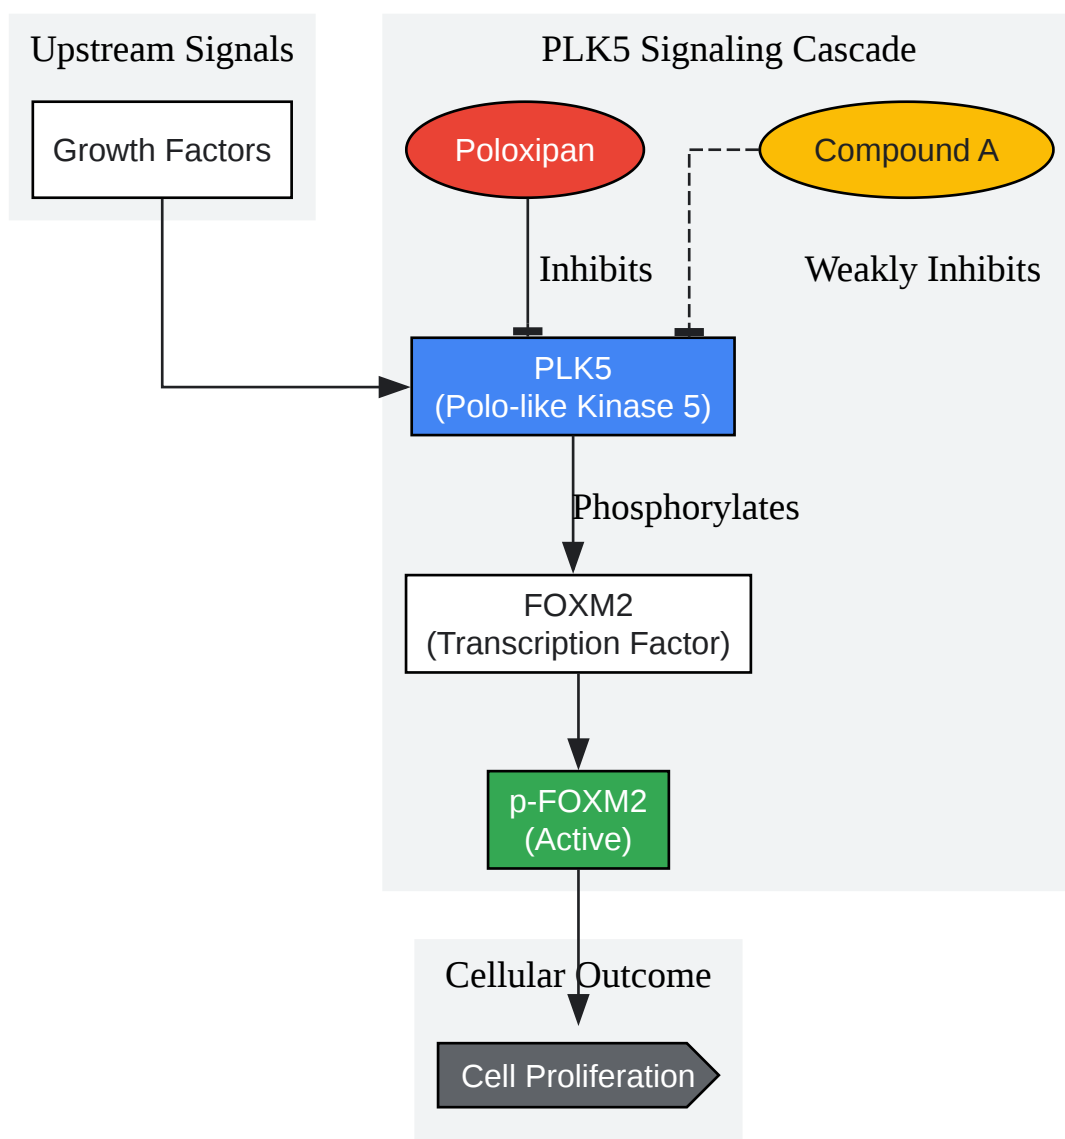 Upstream Signals
PLK5 Signaling Cascade
Growth Factors
Poloxipan
Compound A
Inhibits
Weakly Inhibits
PLK5
(Polo-like Kinase 5)
Phosphorylates
FOXM2
(Transcription Factor)
p-FOXM2
(Active)
Cellular Outcome
Cell Proliferation